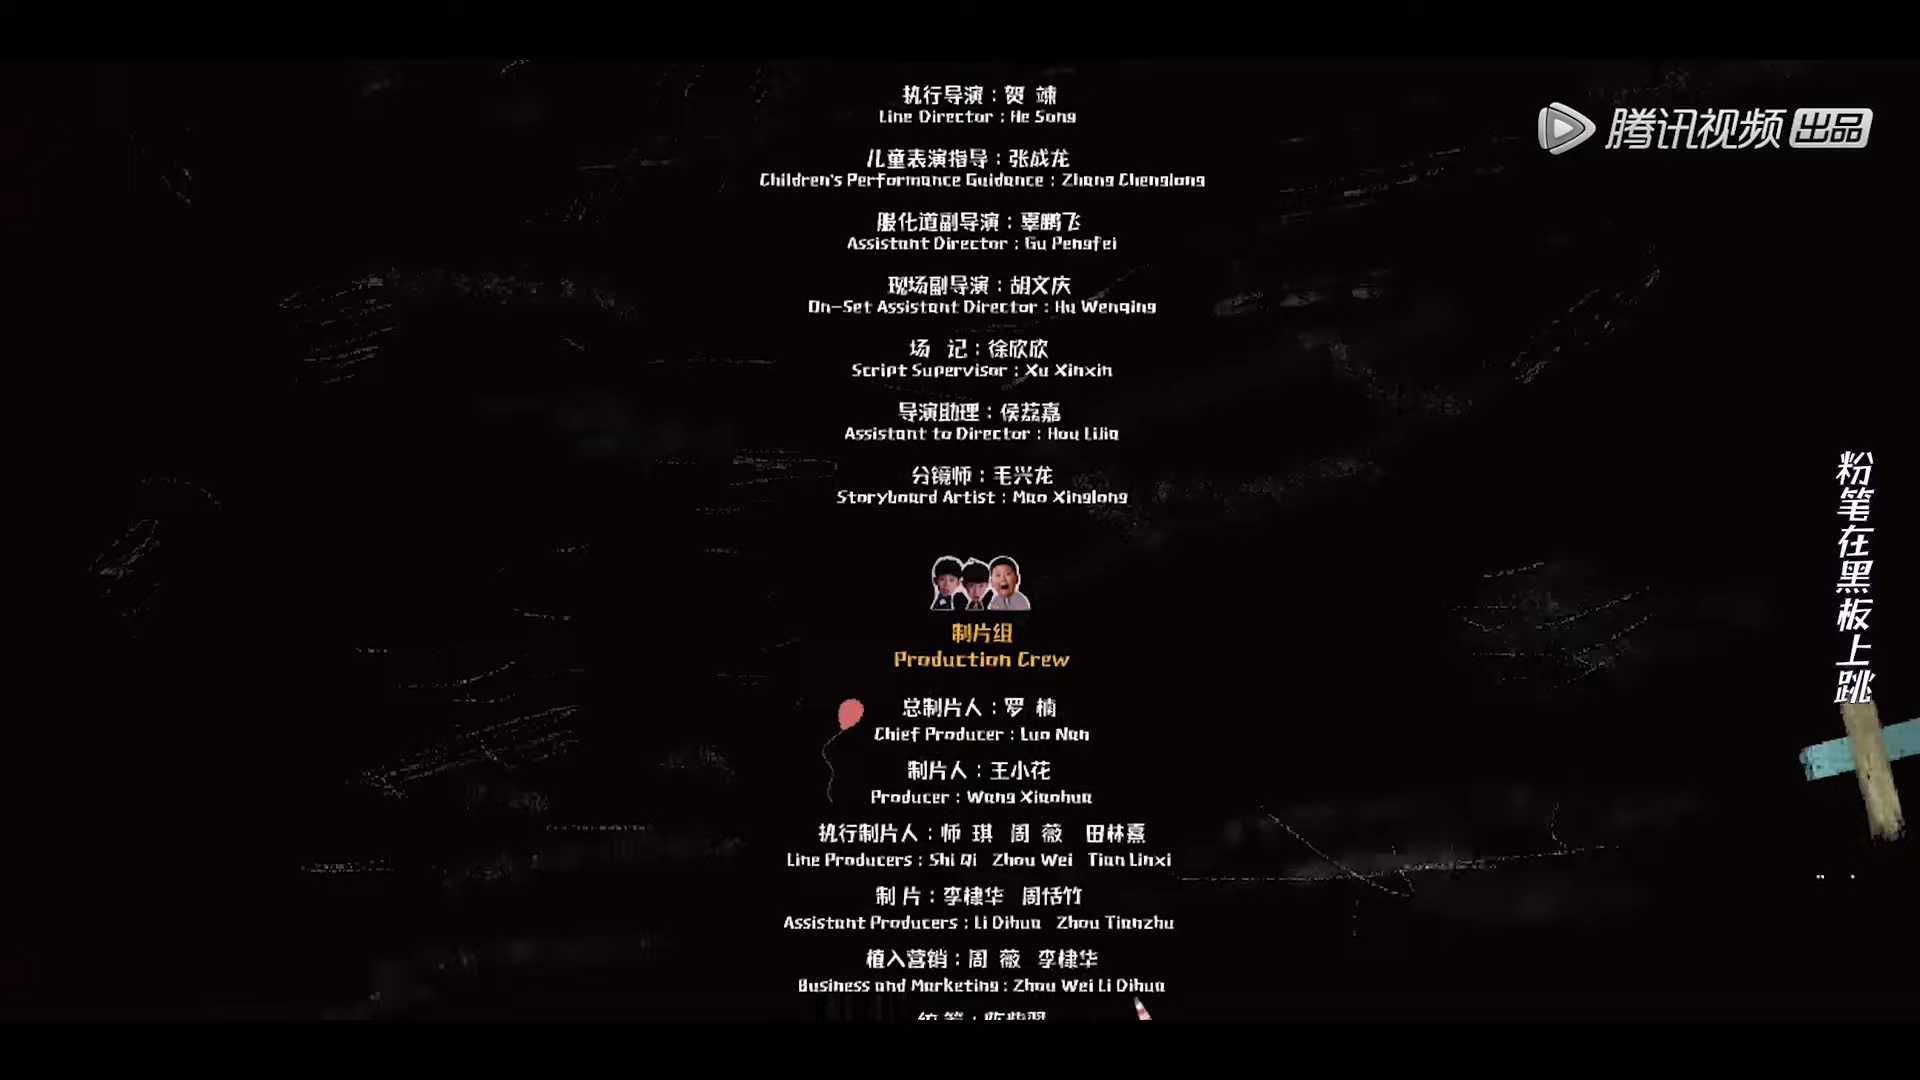 执行导演：贺 竦
Line Director : He Song
儿童表演指导：张成龙
Children's Performance Guidance : Zhang Chenglong
服化道副导演：辜鹏飞
Assistant Director : Gu Pengfei
现场副导演：胡文庆
On-Set Assistant Director : Hu Wenqing
场 记：徐欣欣
Script Supervisor : Xu Xinxin
导演助理：侯荔嘉
Assistant to Director : Hou Lijia
分镜师：毛兴龙
Storyboard Artist : Mao Xinglong
制片组
Production Crew
总制片人：罗 楠
Chief Producer : Luo Nan
制片人：王小花
Producer : Wang Xiaohua
执行制片人：师 琪 周 薇 田林熹
Line Producers : Shi Qi Zhou Wei Tian Linxi
制 片：李棣华 周恬竹
Assistant Producers : Li Dihua Zhou Tianzhu
植入营销：周 薇 李棣华
Business and Marketing : Zhou Wei Li Dihua
腾讯视频 出品
粉笔在黑板上跳